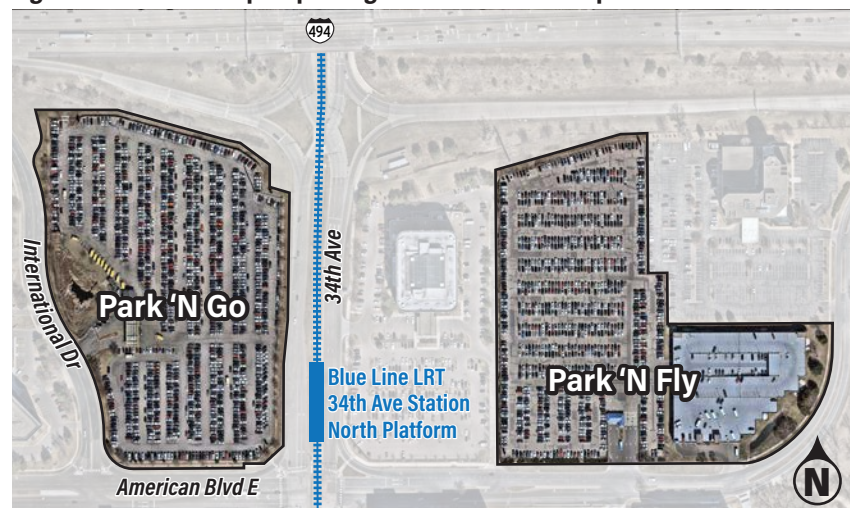 494
International Dr
Park 'N Go
34th Ave
Blue Line LRT
34th Ave Station
North Platform
Park 'N Fly
American Blvd E
N